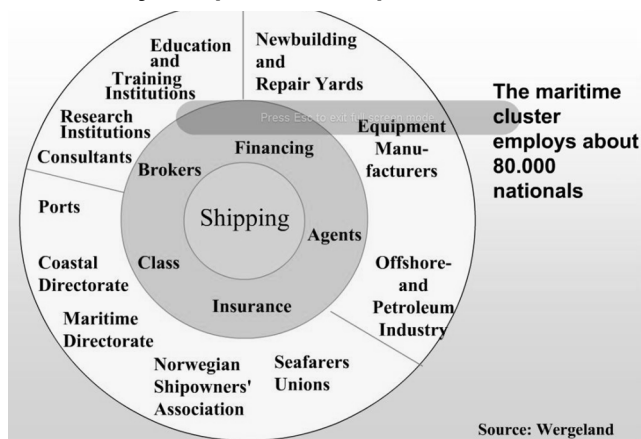 Education
and
Training
Institutions
Research
Institutions
Consultants
Newbuilding
and
Repair Yards
Press Esc to exit full screen mode
Equipment
Manu-
facturers
The maritime
cluster
employs about
80.000
nationals
Financing
Brokers
Shipping
Agents
Class
Insurance
Ports
Coastal
Directorate
Maritime
Directorate
Norwegian
Shipowners'
Association
Seafarers
Unions
Offshore-
and
Petroleum
Industry
Source: Wergeland